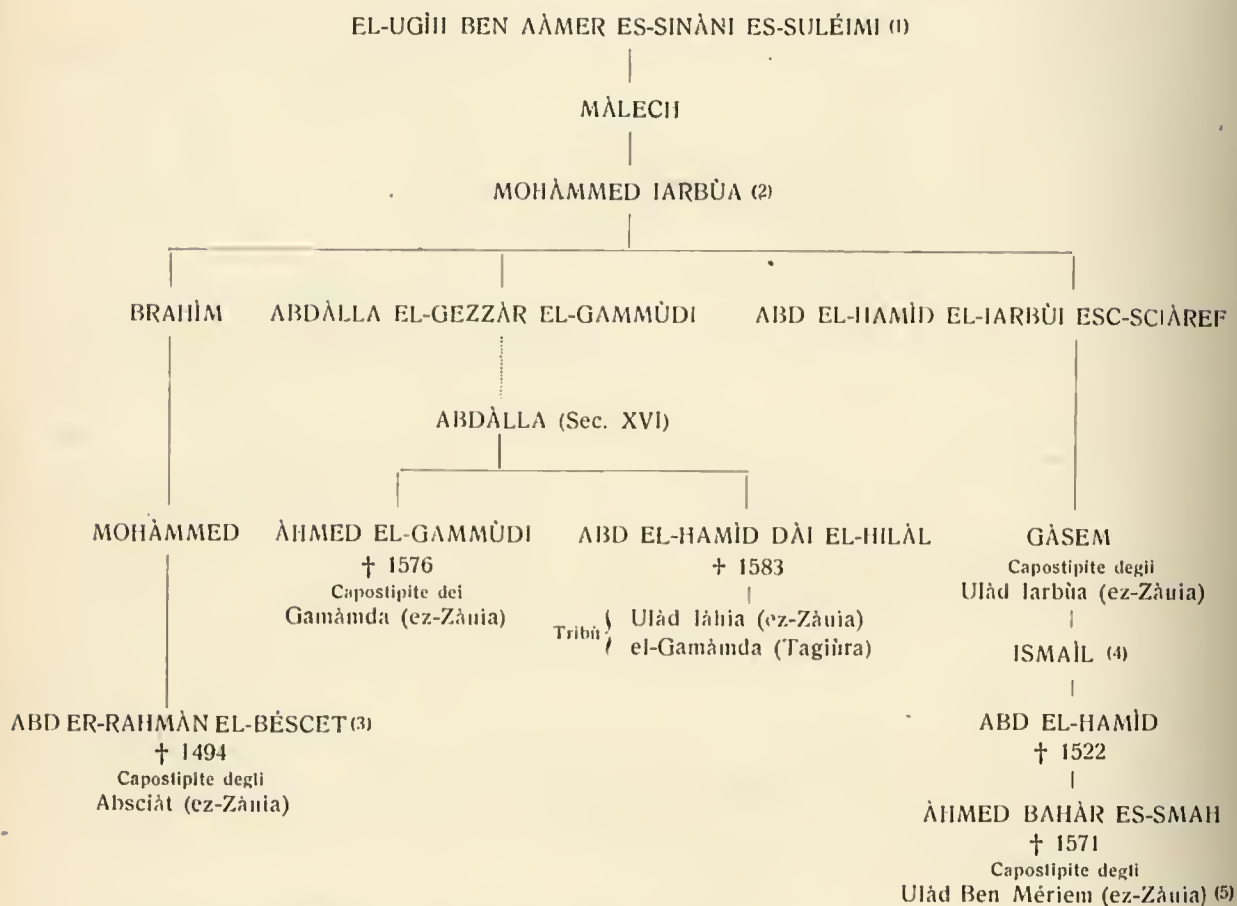 EL-UGÌH BEN AÀMER ES-SINÀNI ES-SULÉIMI (1)
MÀLECH
MOHÀMMED IARBÙA (2)
BRAHÌM ABDÀLLA EL-GEZZÀR EL-GAMMÙDI ABD EL-HAMÌD EL-IARBÙI ESC-SCIÀREF
ABDÀLLA (Sec. XVI)
MOHÀMMED ÀHMED EL-GAMMÙDI ABD EL-HAMÌD DÀI EL-HILÀL GÀSEM
† 1576 † 1583 Capostipite degli
Capostipite dei Ulàd Iarbùa (ez-Zàuia)
Gamàmda (ez-Zàuia) Tribù { Ulàd Iàhia (ez-Zàuia)
el-Gamàmda (Tagiùra) ISMAÌL (4)
ABD ER-RAHMÀN EL-BÉSCET (3) ABD EL-HAMÌD
† 1494 † 1522
Capostipite degli
Absciàt (ez-Zàuia)
ÀHMED BAHÀR ES-SMAH
† 1571
Capostipite degli
Ulàd Ben Mériem (ez-Zàuia) (5)